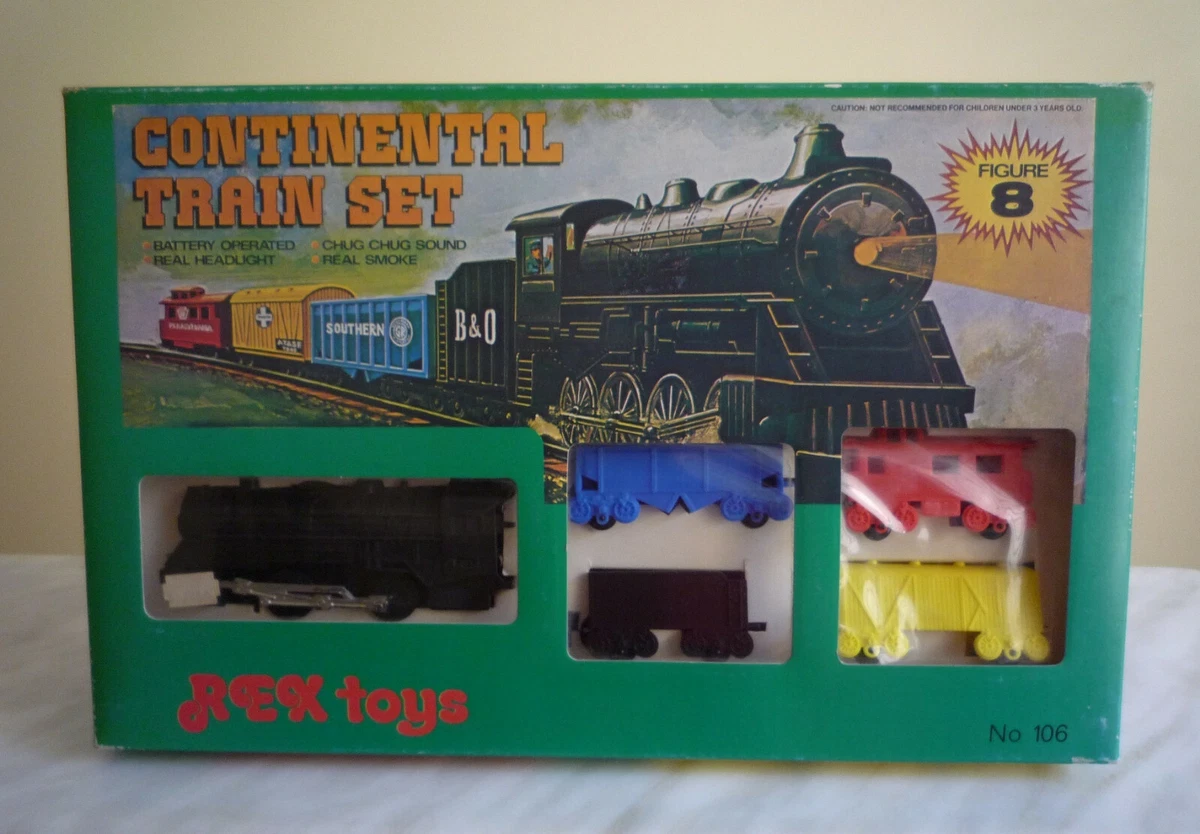 CAUTION: NOT RECOMMENDED FOR CHILDREN UNDER 3 YEARS OLD
CONTINENTAL
TRAIN SET
BATTERY OPERATED
CHUG CHUG SOUND
REAL HEADLIGHT
REAL SMOKE
FIGURE
8
PENNSYLVANIA
SOUTHERN
B&O
REX toys
No 106